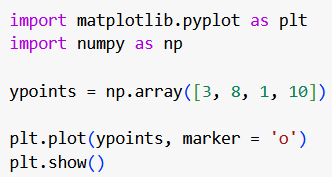 import matplotlib.pyplot as plt
import numpy as np
ypoints = np.array([3, 8, 1, 10])
plt.plot(ypoints, marker = 'o')
plt.show()